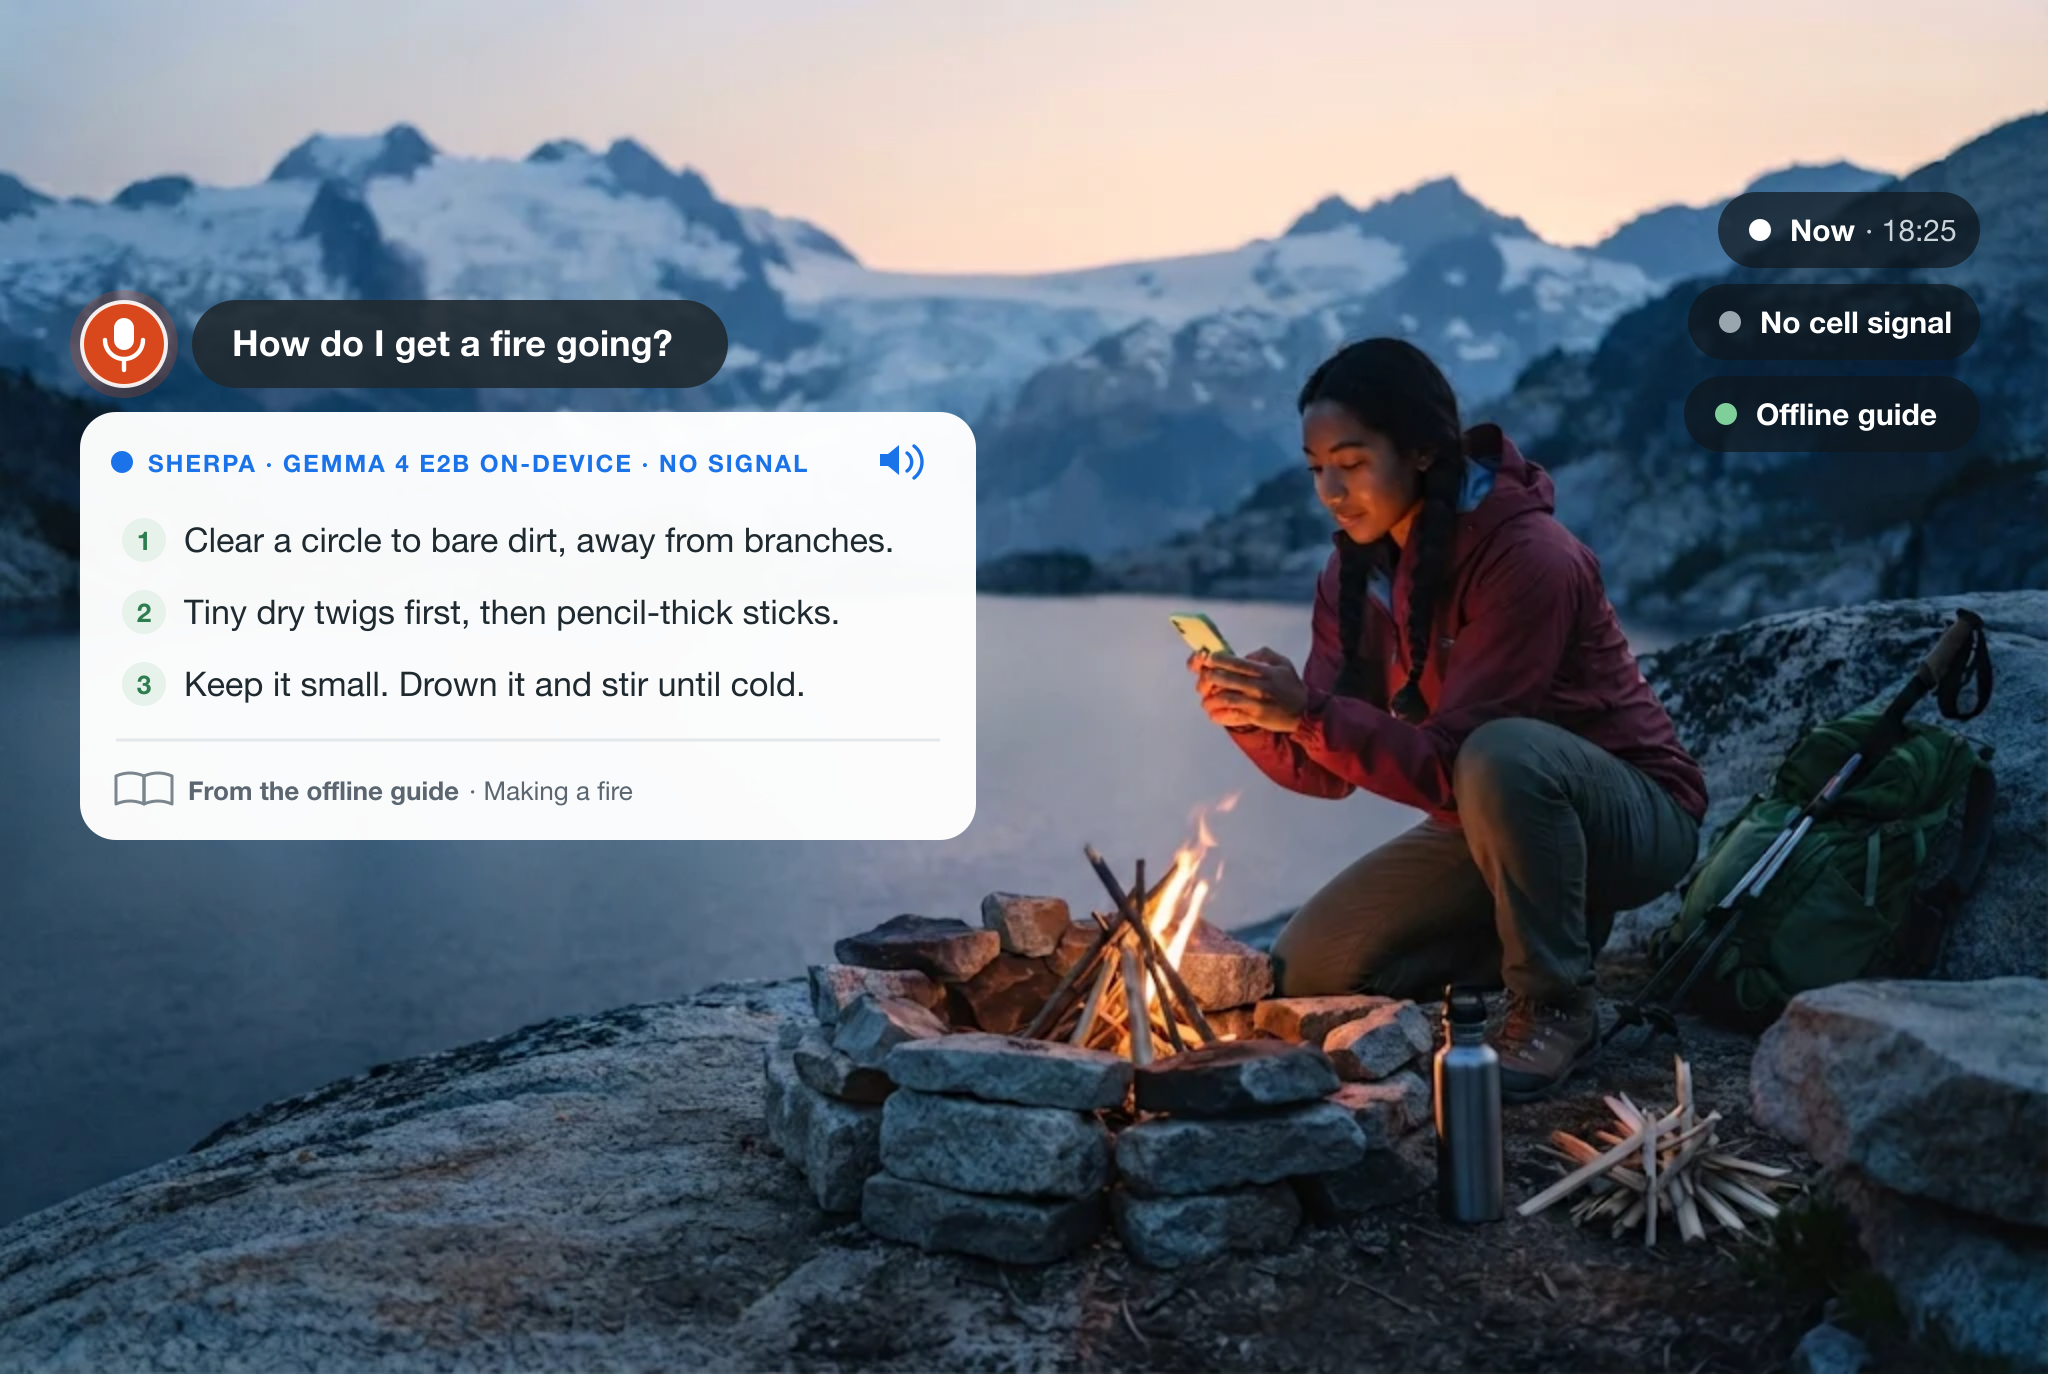 Now · 18:25
No cell signal
Offline guide
How do I get a fire going?
SHERPA · GEMMA 4 E2B ON-DEVICE · NO SIGNAL
1 Clear a circle to bare dirt, away from branches.
2 Tiny dry twigs first, then pencil-thick sticks.
3 Keep it small. Drown it and stir until cold.
From the offline guide · Making a fire